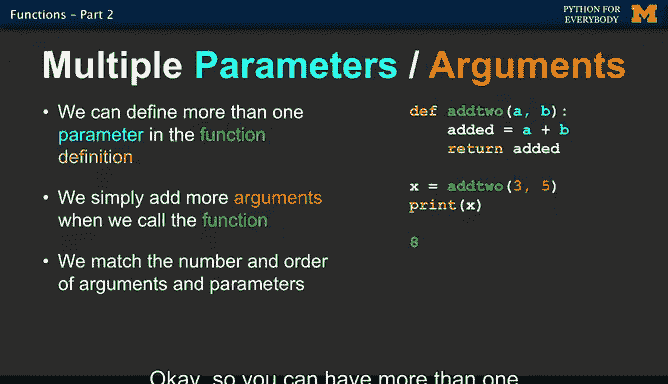 Functions – Part 2
PYTHON FOR
EVERYBODY
M
Multiple Parameters / Arguments
• We can define more than one
parameter in the function
definition
• We simply add more arguments
when we call the function
• We match the number and order
of arguments and parameters
def addtwo(a, b):
    added = a + b
    return added
x = addtwo(3, 5)
print(x)
8
Okay, so you can have more than one